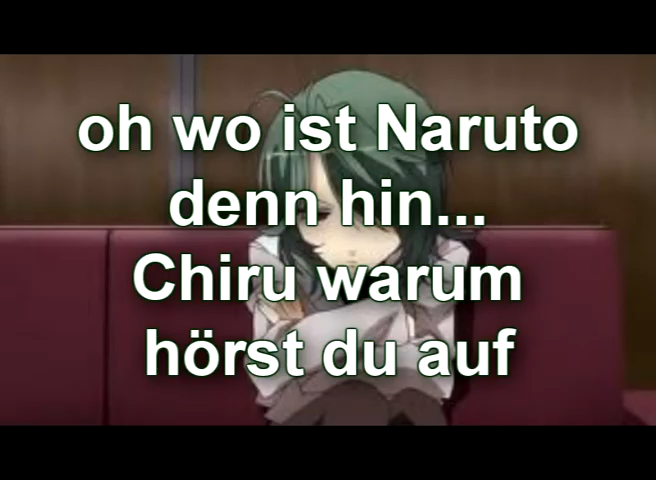 oh wo ist Naruto
denn hin...
Chiru warum
hörst du auf